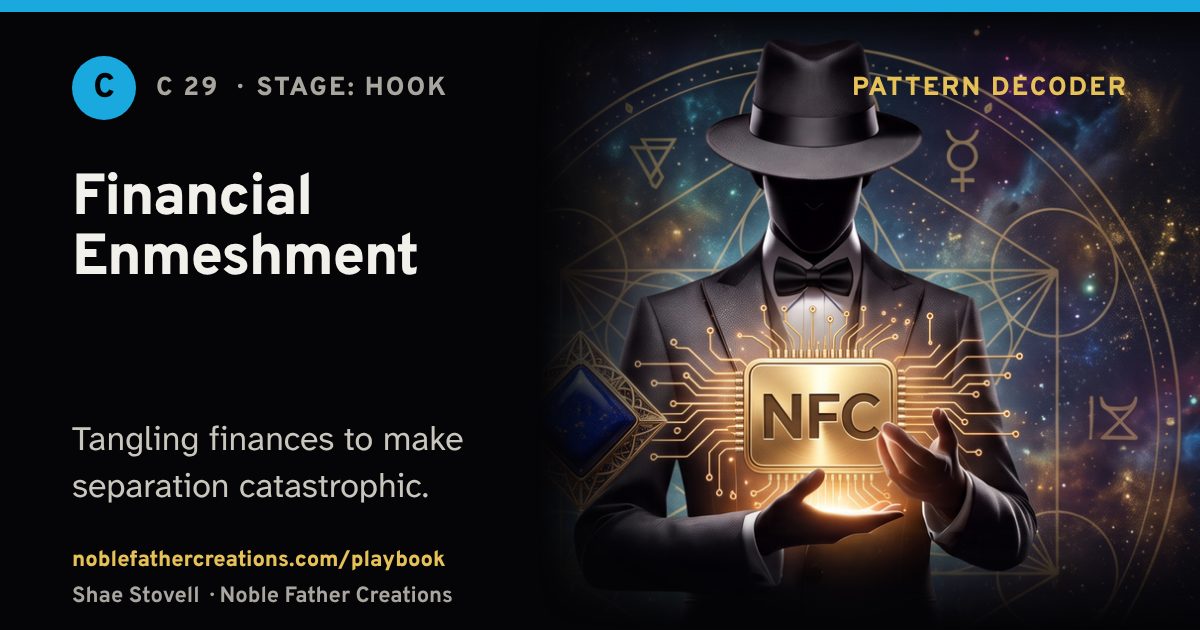 C
C 29 · STAGE: HOOK
PATTERN DECODER
Financial
Enmeshment
NFC
Tangling finances to make
separation catastrophic.
noblefathercreations.com/playbook
Shae Stovell · Noble Father Creations